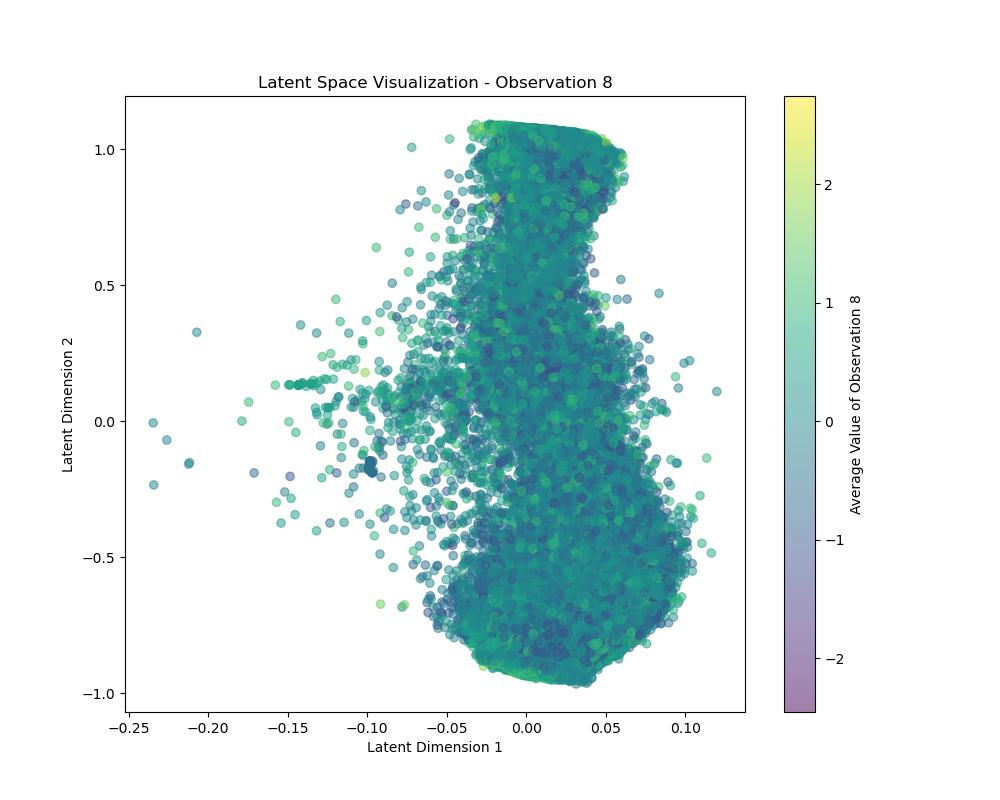 Latent Space Visualization - Observation 8
1.0
0.5
0.0
−0.5
−1.0
Latent Dimension 2
−0.25 −0.20 −0.15 −0.10 −0.05 0.00 0.05 0.10
Latent Dimension 1
2
1
0
−1
−2
Average Value of Observation 8